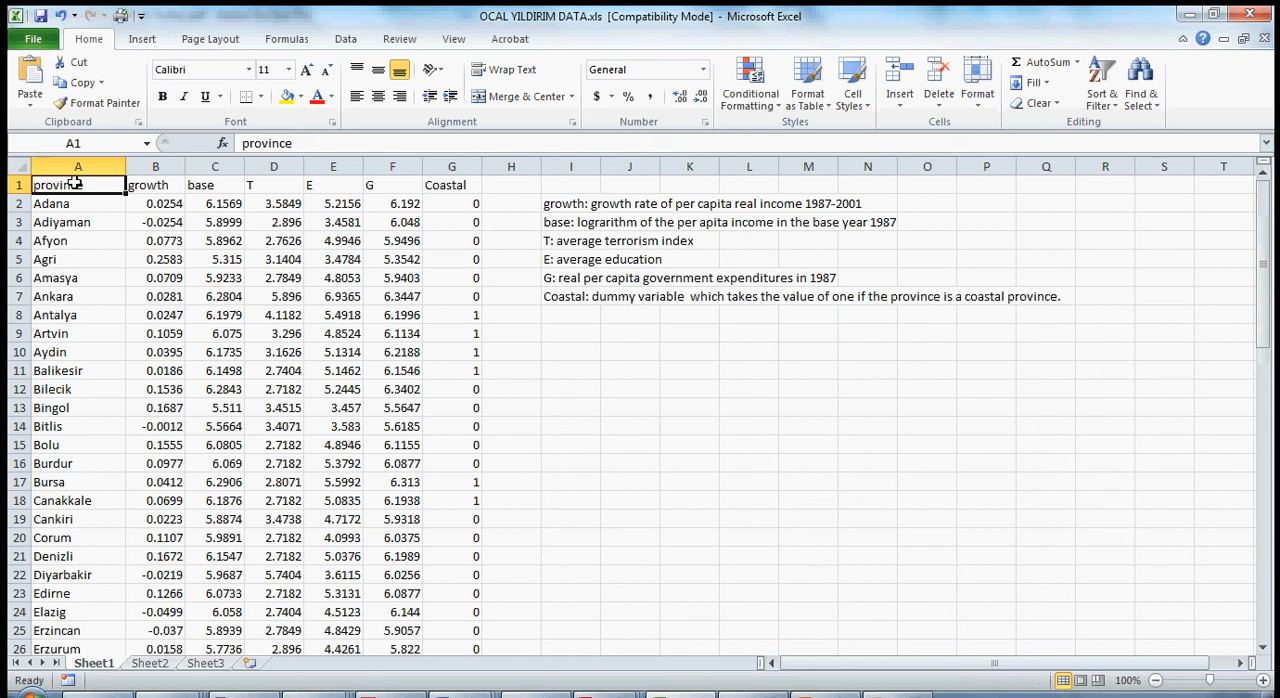 OCAL YILDIRIM DATA.xls [Compatibility Mode] - Microsoft Excel
File Home Insert Page Layout Formulas Data Review View Acrobat
Paste Cut Copy Format Painter
Calibri 11 B I U A A A
Wrap Text Merge & Center
General $ % ,
Conditional Formatting Format as Table Cell Styles
Insert Delete Format
AutoSum Fill Clear Sort & Filter Find & Select
Clipboard Font Alignment Number Styles Cells Editing
A1 fx province
A B C D E F G H I J K L M N O P Q R S T
1 province growth base T E G Coastal
2 Adana 0.0254 6.1569 3.5849 5.2156 6.192 0 growth: growth rate of per capita real income 1987-2001
3 Adiyaman -0.0254 5.8999 2.896 3.4581 6.048 0 base: lograrithm of the per apita income in the base year 1987
4 Afyon 0.0773 5.8962 2.7626 4.9946 5.9496 0 T: average terrorism index
5 Agri 0.2583 5.315 3.1404 3.4784 5.3542 0 E: average education
6 Amasya 0.0709 5.9233 2.7849 4.8053 5.9403 0 G: real per capita government expenditures in 1987
7 Ankara 0.0281 6.2804 5.896 6.9365 6.3447 0 Coastal: dummy variable which takes the value of one if the province is a coastal province.
8 Antalya 0.0247 6.1979 4.1182 5.4918 6.1996 1
9 Artvin 0.1059 6.075 3.296 4.8524 6.1134 1
10 Aydin 0.0395 6.1735 3.1626 5.1314 6.2188 1
11 Balikesir 0.0186 6.1498 2.7404 5.1462 6.1546 1
12 Bilecik 0.1536 6.2843 2.7182 5.2445 6.3402 0
13 Bingol 0.1687 5.511 3.4515 3.457 5.5647 0
14 Bitlis -0.0012 5.5664 3.4071 3.583 5.6185 0
15 Bolu 0.1555 6.0805 2.7182 4.8946 6.1155 0
16 Burdur 0.0977 6.069 2.7182 5.3792 6.0877 0
17 Bursa 0.0412 6.2906 2.8071 5.5992 6.313 1
18 Canakkale 0.0699 6.1876 2.7182 5.0835 6.1938 1
19 Cankiri 0.0223 5.8874 3.4738 4.7172 5.9318 0
20 Corum 0.1107 5.9891 2.7182 4.0993 6.0375 0
21 Denizli 0.1672 6.1547 2.7182 5.0376 6.1989 0
22 Diyarbakir -0.0219 5.9687 5.7404 3.6115 6.0256 0
23 Edirne 0.1266 6.0733 2.7182 5.3131 6.0877 0
24 Elazig -0.0499 6.058 2.7404 4.5123 6.144 0
25 Erzincan -0.037 5.8939 2.7849 4.8429 5.9057 0
26 Erzurum 0.0158 5.7736 2.896 4.4261 5.822 0
Sheet1 Sheet2 Sheet3
Ready 100%